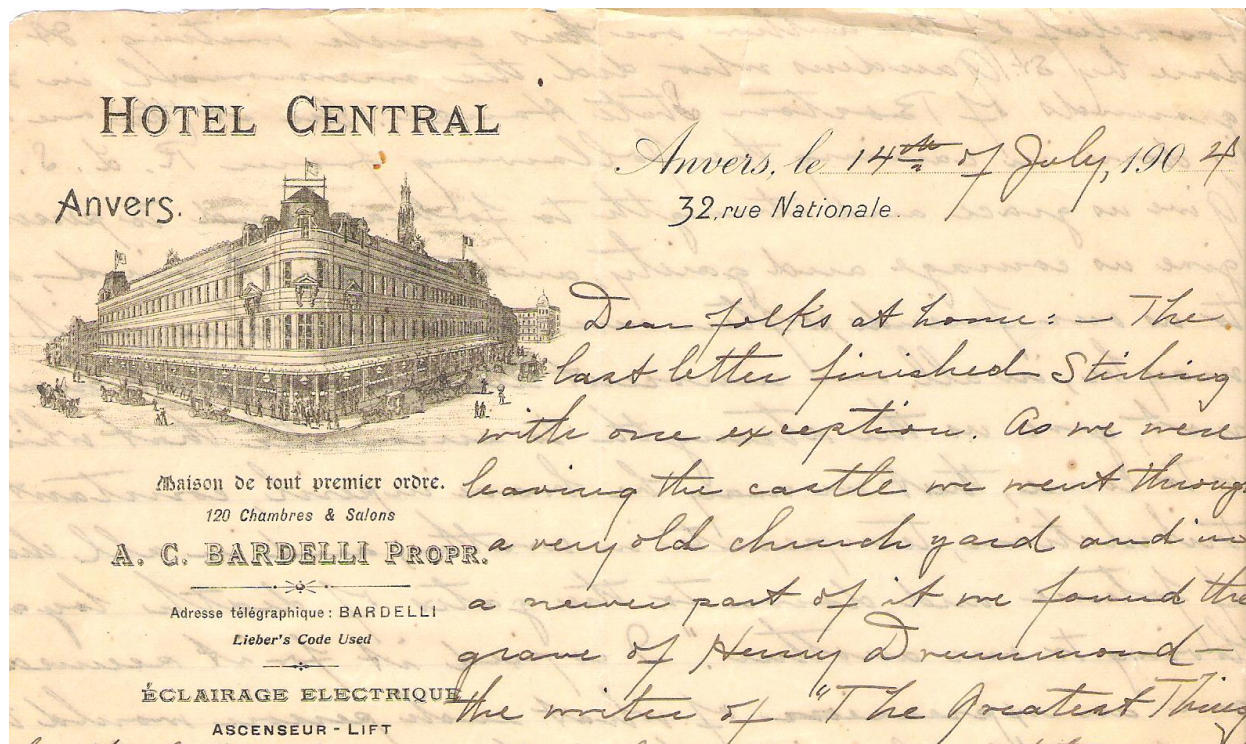 HOTEL CENTRAL
Anvers.
Maison de tout premier ordre.
120 Chambres & Salons
A. C. BARDELLI PROPR.
Adresse télégraphique : BARDELLI
Lieber's Code Used
ÉCLAIRAGE ELECTRIQUE
ASCENSEUR - LIFT
Anvers, le 14th of July, 1904
32, rue Nationale.
Dear folks at home: - The
last letter finished Stirling
with one exception. As we were
leaving the castle we went through
a very old church yard and in
a newer part of it we found the
grave of Henry Drummond -
the writer of "The Greatest Thing